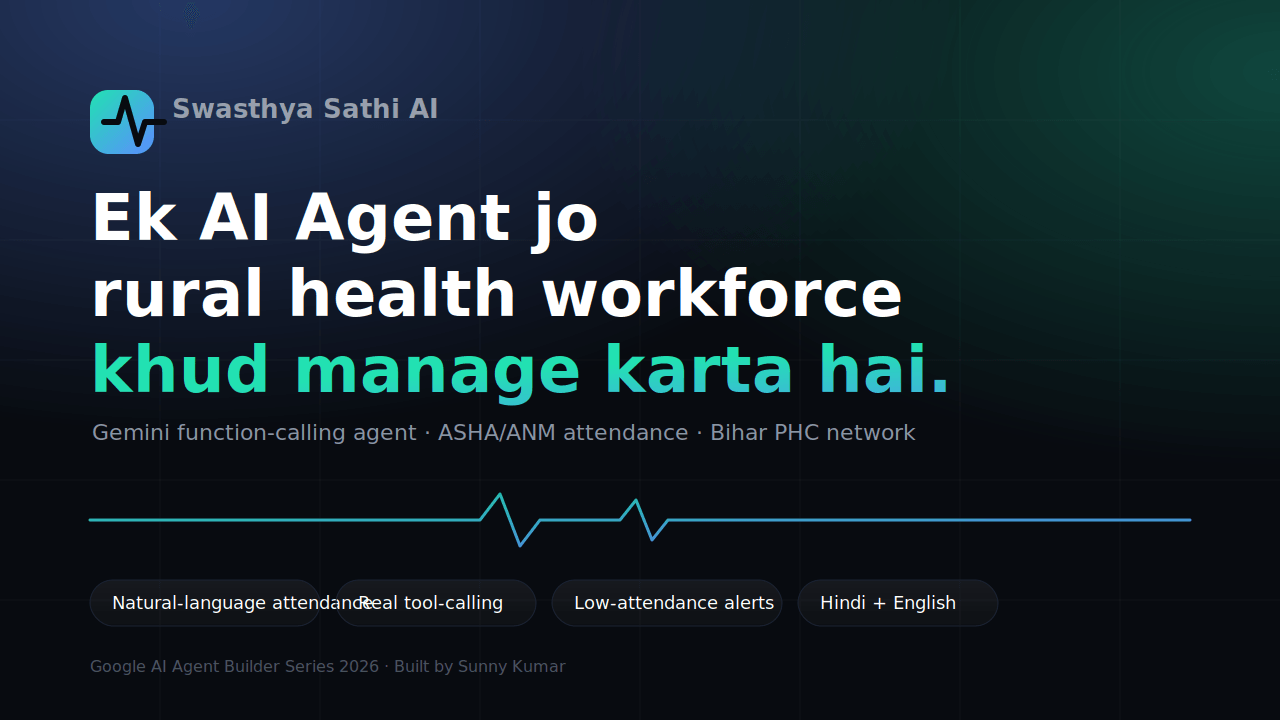 Swasthya Sathi AI
Ek AI Agent jo
rural health workforce
khud manage karta hai.
Gemini function-calling agent · ASHA/ANM attendance · Bihar PHC network
Natural-language attendance Real tool-calling Low-attendance alerts Hindi + English
Google AI Agent Builder Series 2026 · Built by Sunny Kumar